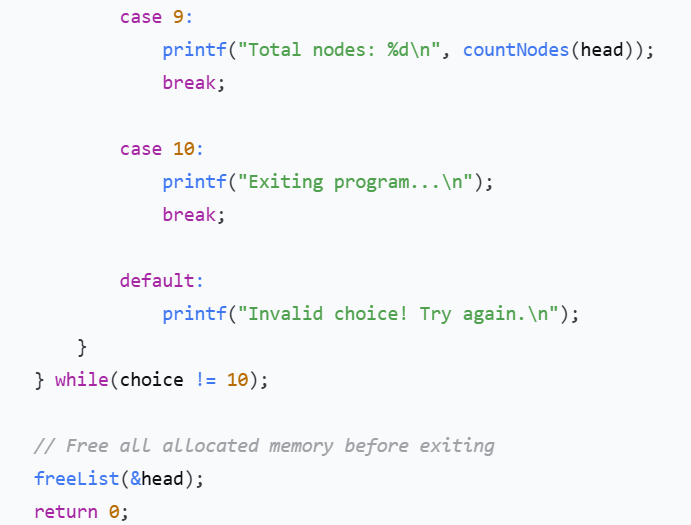 case 9:
printf("Total nodes: %d\n", countNodes(head));
break;
case 10:
printf("Exiting program...\n");
break;
default:
printf("Invalid choice! Try again.\n");
}
} while(choice != 10);
// Free all allocated memory before exiting
freeList(&head);
return 0;